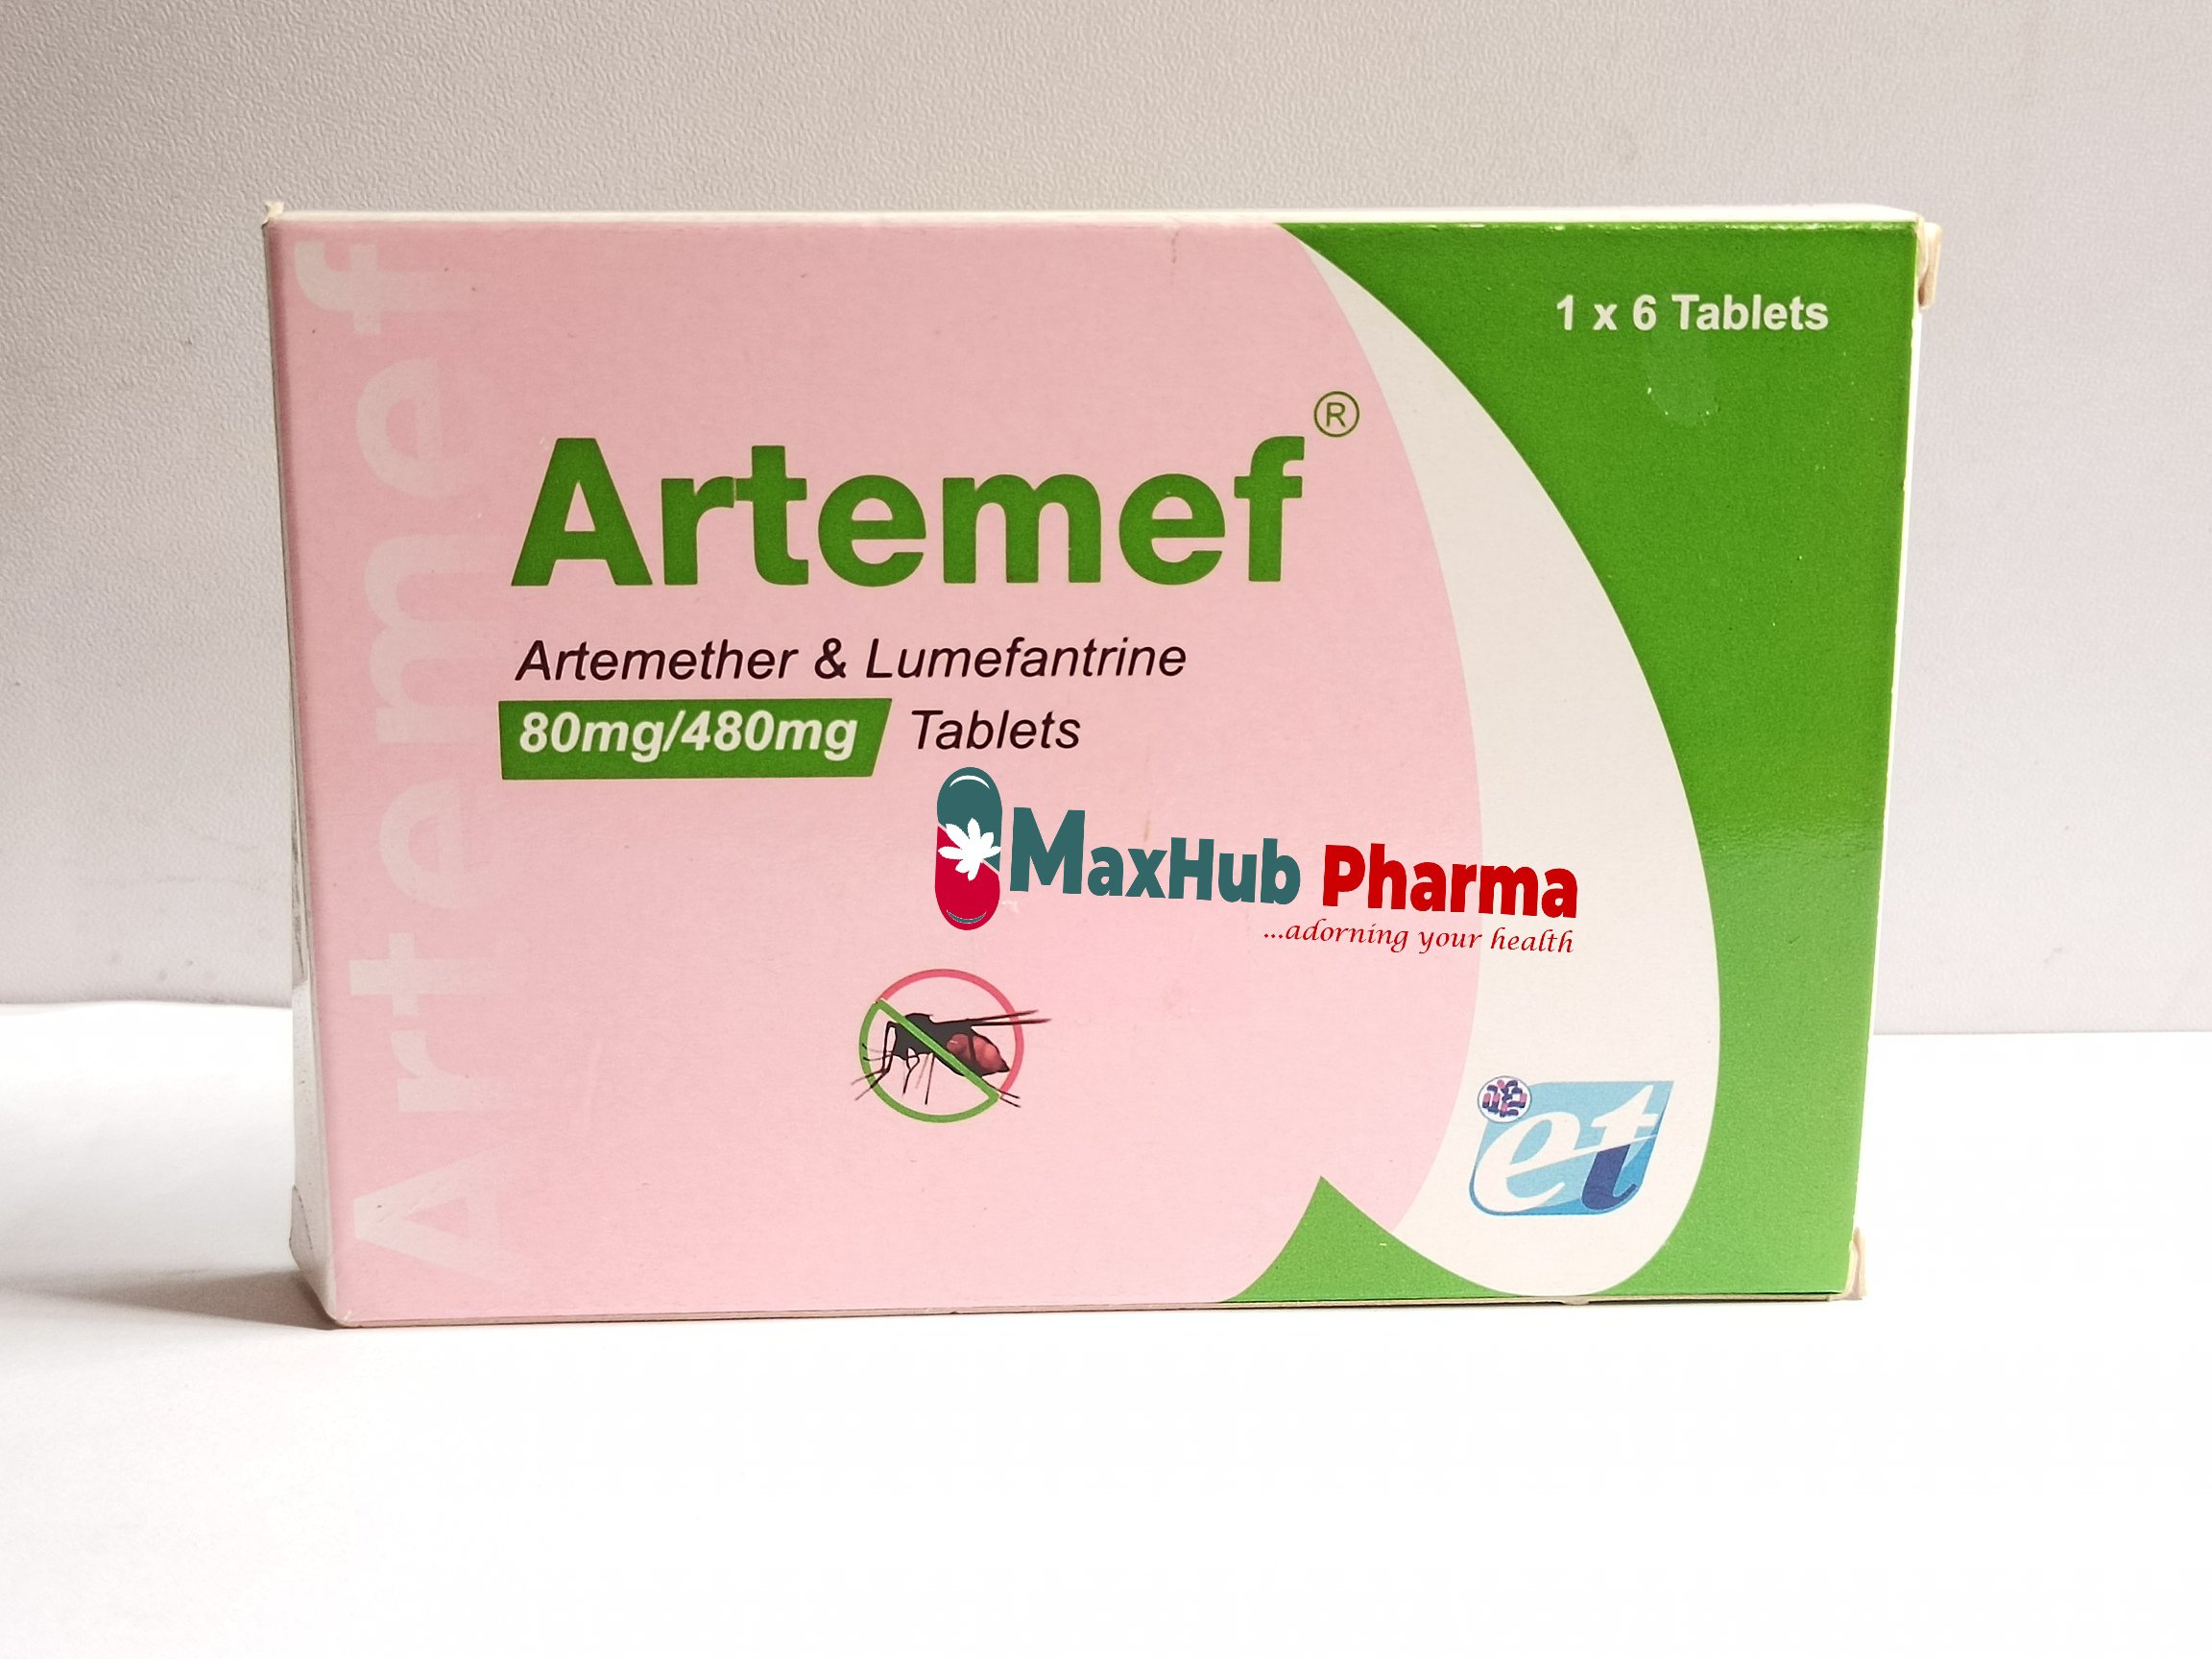 1 x 6 Tablets
Artemef
Artemef®
Artemether & Lumefantrine
80mg/480mg Tablets
MaxHub Pharma
...adorning your health
et